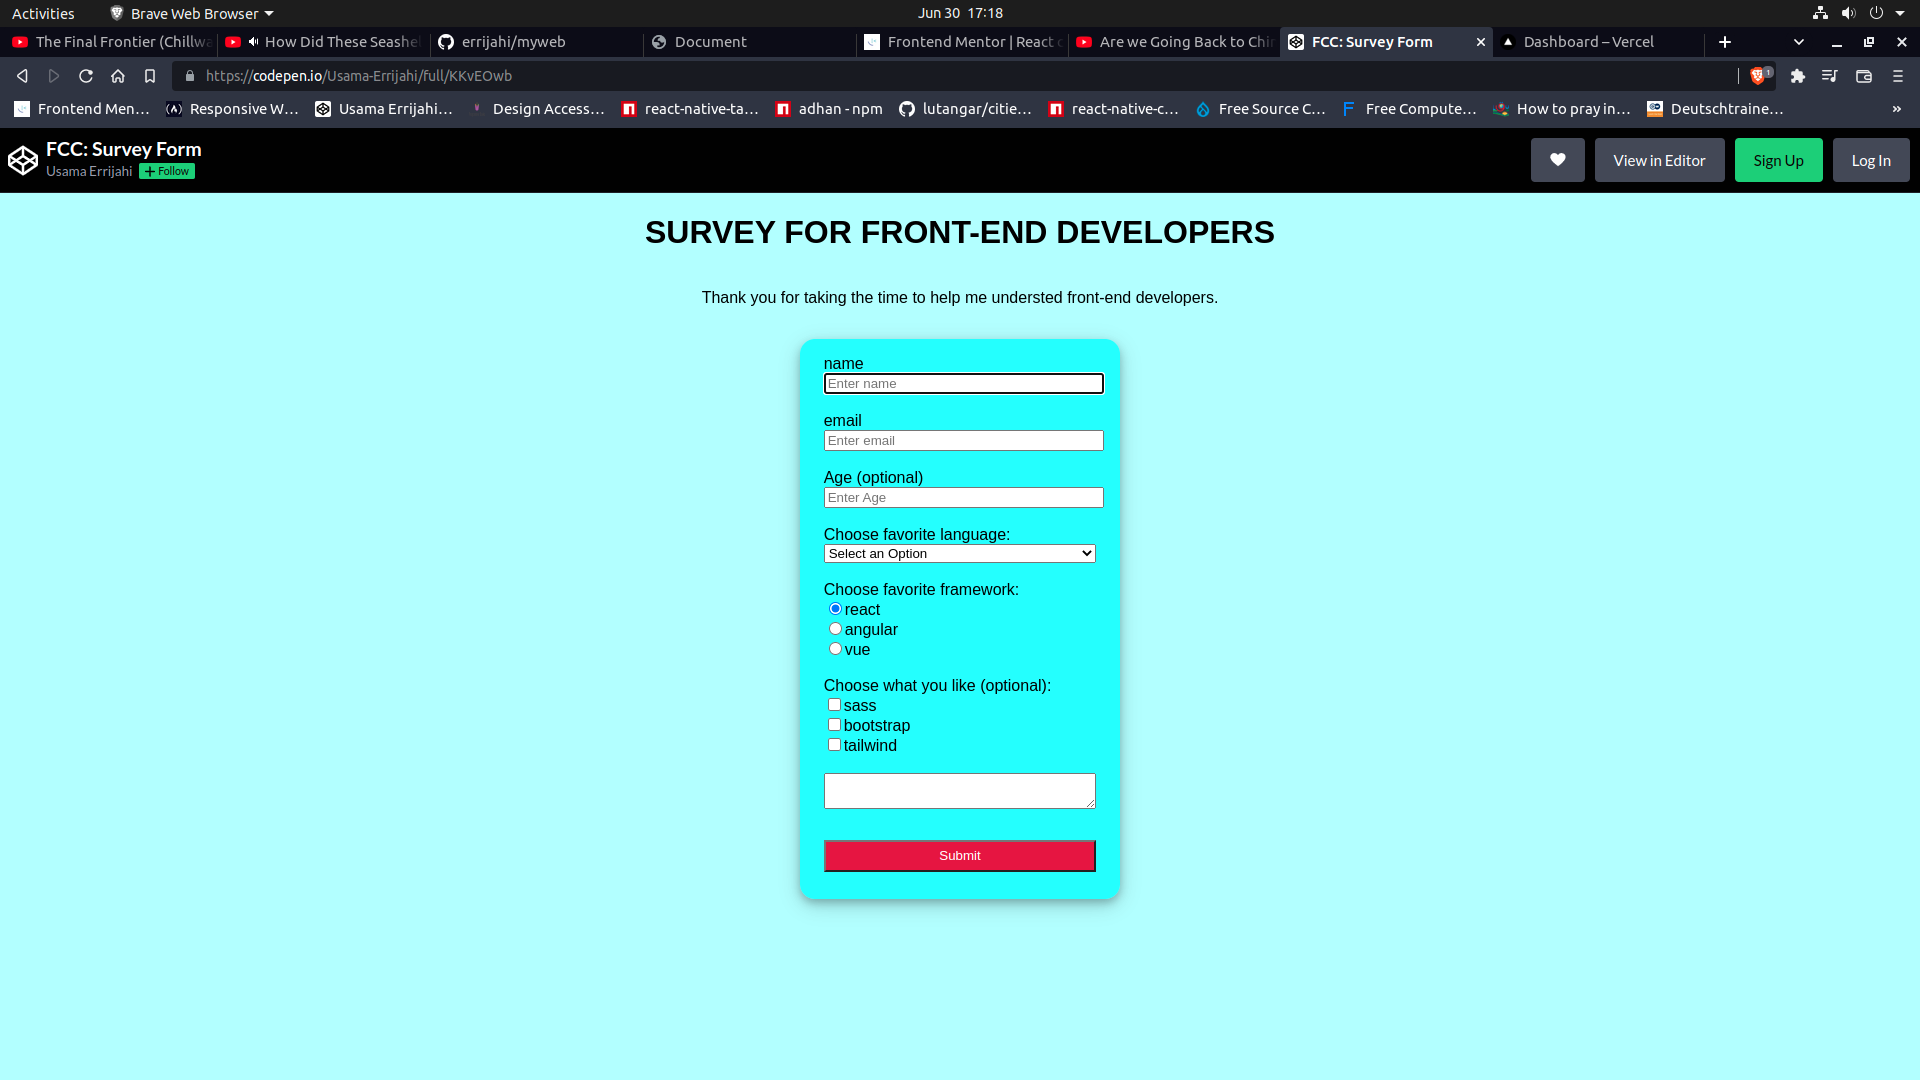 Activities
Brave Web Browser
Jun 30 17:18
The Final Frontier (Chillwa
How Did These Seashel
errijahi/myweb
Document
Frontend Mentor | React c
Are we Going Back to Chin
FCC: Survey Form
Dashboard – Vercel
https://codepen.io/Usama-Errijahi/full/KKvEOwb
1
Frontend Men…
Responsive W…
Usama Errijahi…
Design Access…
react-native-ta…
adhan - npm
lutangar/citie…
react-native-c…
Free Source C…
Free Compute…
How to pray in…
Deutschtraine…
»
FCC: Survey Form
Usama Errijahi
+ Follow
View in Editor
Sign Up
Log In
SURVEY FOR FRONT-END DEVELOPERS
Thank you for taking the time to help me understed front-end developers.
name
Enter name
email
Enter email
Age (optional)
Enter Age
Choose favorite language:
Select an Option
Choose favorite framework:
react
angular
vue
Choose what you like (optional):
sass
bootstrap
tailwind
Submit